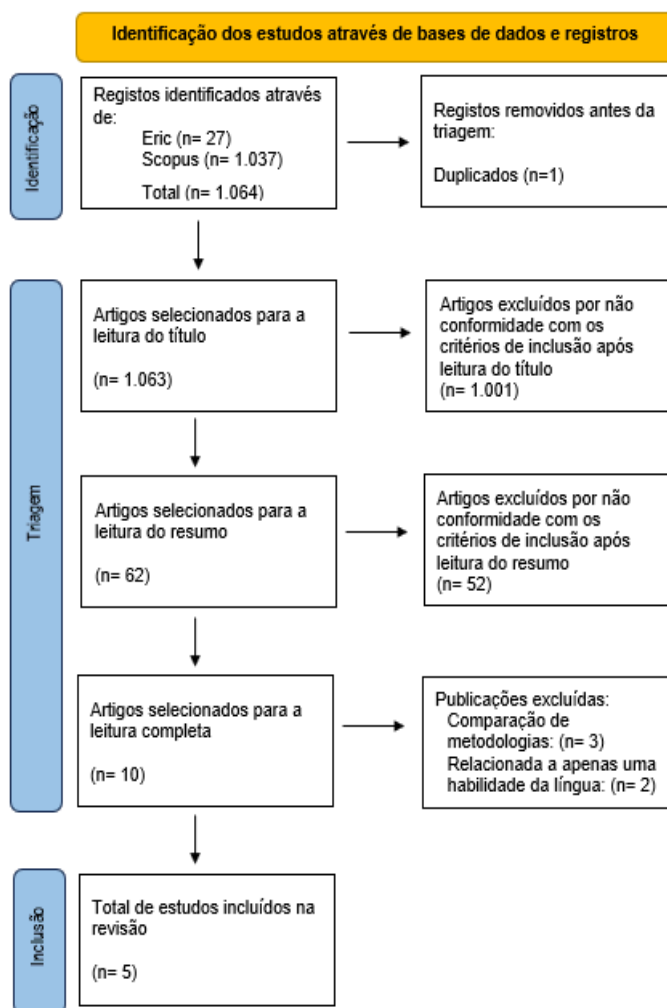 Identificação dos estudos através de bases de dados e registros
Identificação
Registos identificados através
de:
Eric (n= 27)
Scopus (n= 1.037)
Total (n= 1.064)
Registos removidos antes da
triagem:
Duplicados (n=1)
Triagem
Artigos selecionados para a
leitura do título
(n= 1.063)
Artigos excluídos por não
conformidade com os
critérios de inclusão após
leitura do título
(n= 1.001)
Artigos selecionados para a
leitura do resumo
(n= 62)
Artigos excluídos por não
conformidade com os
critérios de inclusão após
leitura do resumo
(n= 52)
Artigos selecionados para a
leitura completa
(n= 10)
Publicações excluídas:
Comparação de
metodologias: (n= 3)
Relacionada a apenas uma
habilidade da língua: (n= 2)
Inclusão
Total de estudos incluídos na
revisão
(n= 5)